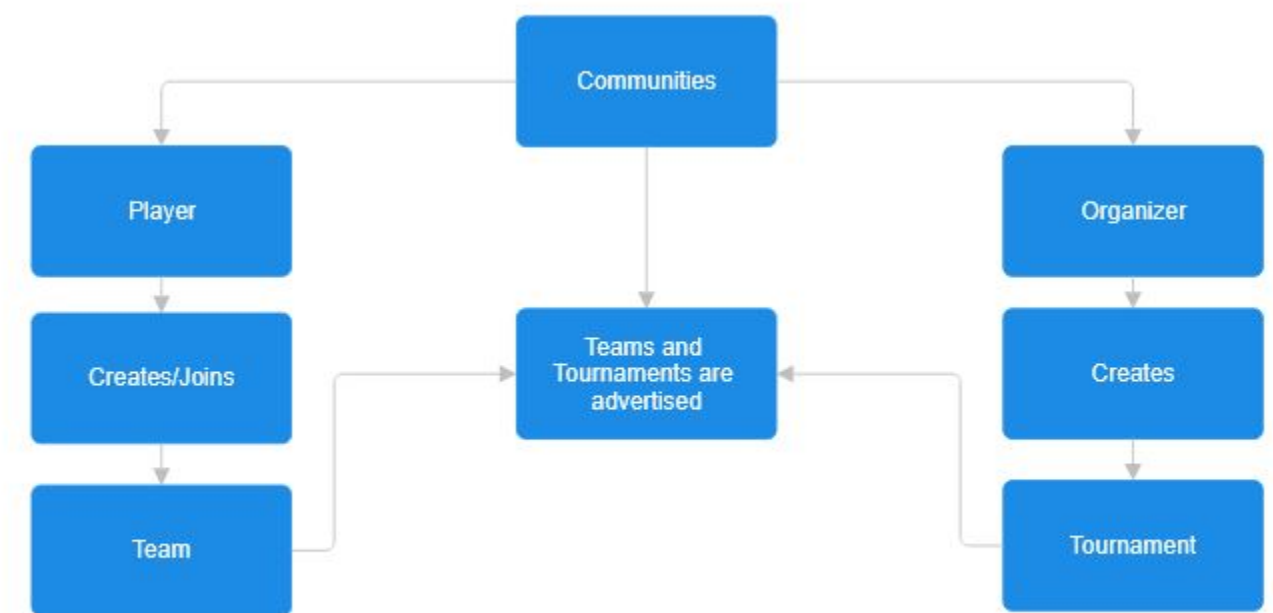 Communities
Player
Organizer
Creates/Joins
Teams and
Tournaments are
advertised
Creates
Team
Tournament